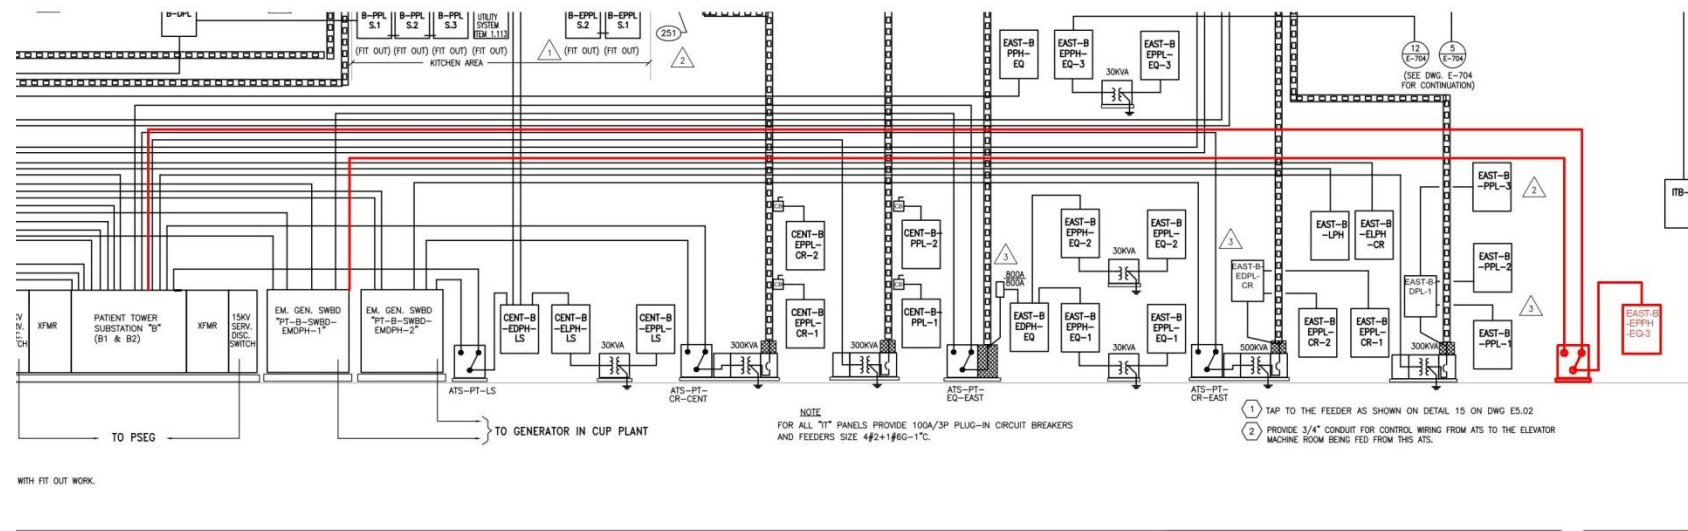 B-DPL
B-PPL
S.1
B-PPL
S.2
B-PPL
S.3
UTILITY
SYSTEM
ITEM 1.113
B-EPPL
S.2
B-EPPL
S.1
(FIT OUT) (FIT OUT) (FIT OUT) (FIT OUT)
(FIT OUT) (FIT OUT)
KITCHEN AREA
1
251
2
EAST-B
PPH-
EQ
EAST-B
EPPH-
EQ-3
30KVA
EAST-B
EPPL-
EQ-3
12
E-704
5
E-704
(SEE DWG. E-704
FOR CONTINUATION)
CB
CENT-B
EPPL-
CR-2
CB
CENT-B
EPPL-
CR-1
CB
CENT-B-
PPL-2
CB
CENT-B-
PPL-1
3
800A
800A
EAST-B
EPPH-
EQ-2
30KVA
EAST-B
EPPL-
EQ-2
EAST-B
EDPH-
EQ
EAST-B
EPPH-
EQ-1
30KVA
EAST-B
EPPL-
EQ-1
3
EAST-B-
EDPL-
CR
EAST-B
-LPH
EAST-B
-ELPH
-CR
EAST-B
EPPL-
CR-2
EAST-B
EPPL-
CR-1
EAST-B-
DPL-1
EAST-B
-PPL-3
2
EAST-B
-PPL-2
3
EAST-B
-PPL-1
EAST-B
-EPPH
-EQ-3
ITB-
XFMR
PATIENT TOWER
SUBSTATION "B"
(B1 & B2)
XFMR
15KV
SERV.
DISC.
SWITCH
EM. GEN. SWBD
"PT-B-SWBD-
EMDPH-1"
EM. GEN. SWBD
"PT-B-SWBD-
EMDPH-2"
CENT-B
-EDPH-
LS
CENT-B
-ELPH-
LS
30KVA
CENT-B
-EPPL-
LS
300KVA
300KVA
500KVA
300KVA
ATS-PT-LS
ATS-PT-
CR-CENT
ATS-PT-
EQ-EAST
ATS-PT-
CR-EAST
TO PSEG
TO GENERATOR IN CUP PLANT
NOTE
FOR ALL "IT" PANELS PROVIDE 100A/3P PLUG-IN CIRCUIT BREAKERS
AND FEEDERS SIZE 4#2+1#6G-1"C.
1 TAP TO THE FEEDER AS SHOWN ON DETAIL 15 ON DWG E5.02
2 PROVIDE 3/4" CONDUIT FOR CONTROL WIRING FROM ATS TO THE ELEVATOR
MACHINE ROOM BEING FED FROM THIS ATS.
WITH FIT OUT WORK.